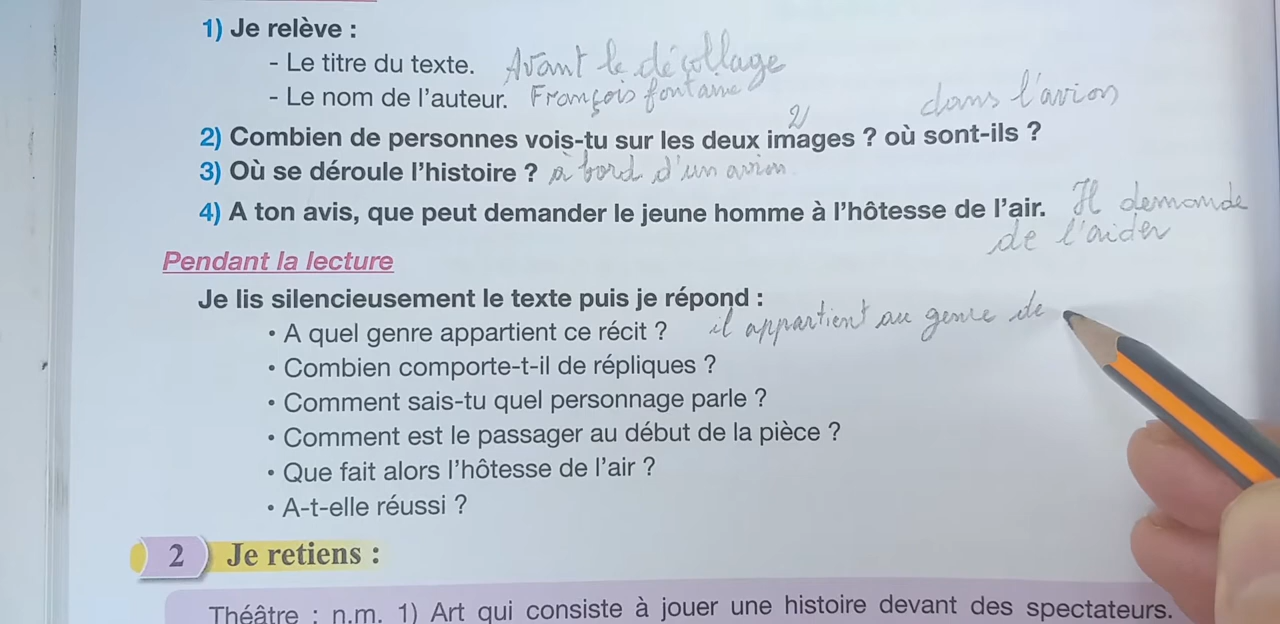 1) Je relève :
- Le titre du texte. Avant le décollage
- Le nom de l'auteur. François fontaine
2/ dans l'avion
2) Combien de personnes vois-tu sur les deux images ? où sont-ils ?
3) Où se déroule l'histoire ? à bord d'un avion
4) A ton avis, que peut demander le jeune homme à l'hôtesse de l'air. Il demande
de l'aider
Pendant la lecture
Je lis silencieusement le texte puis je répond :
• A quel genre appartient ce récit ? il appartient au genre de
• Combien comporte-t-il de répliques ?
• Comment sais-tu quel personnage parle ?
• Comment est le passager au début de la pièce ?
• Que fait alors l'hôtesse de l'air ?
• A-t-elle réussi ?
2 Je retiens :
Théâtre : n.m. 1) Art qui consiste à jouer une histoire devant des spectateurs.